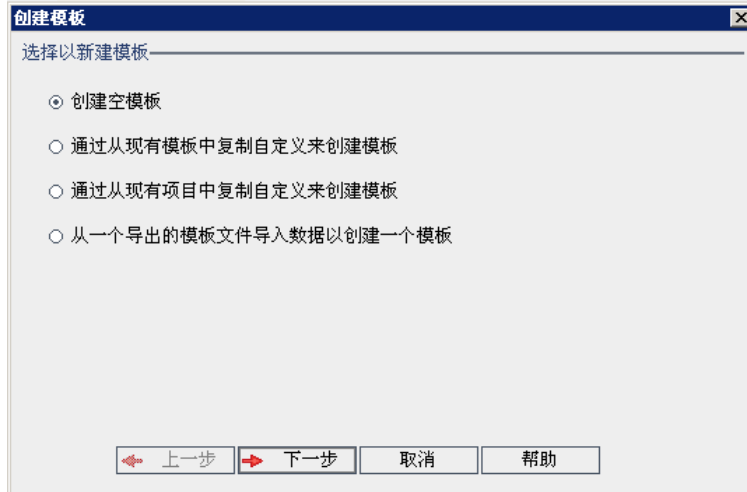 创建模板
选择以新建模板
创建空模板
通过从现有模板中复制自定义来创建模板
通过从现有项目中复制自定义来创建模板
从一个导出的模板文件导入数据以创建一个模板
上一步 下一步 取消 帮助